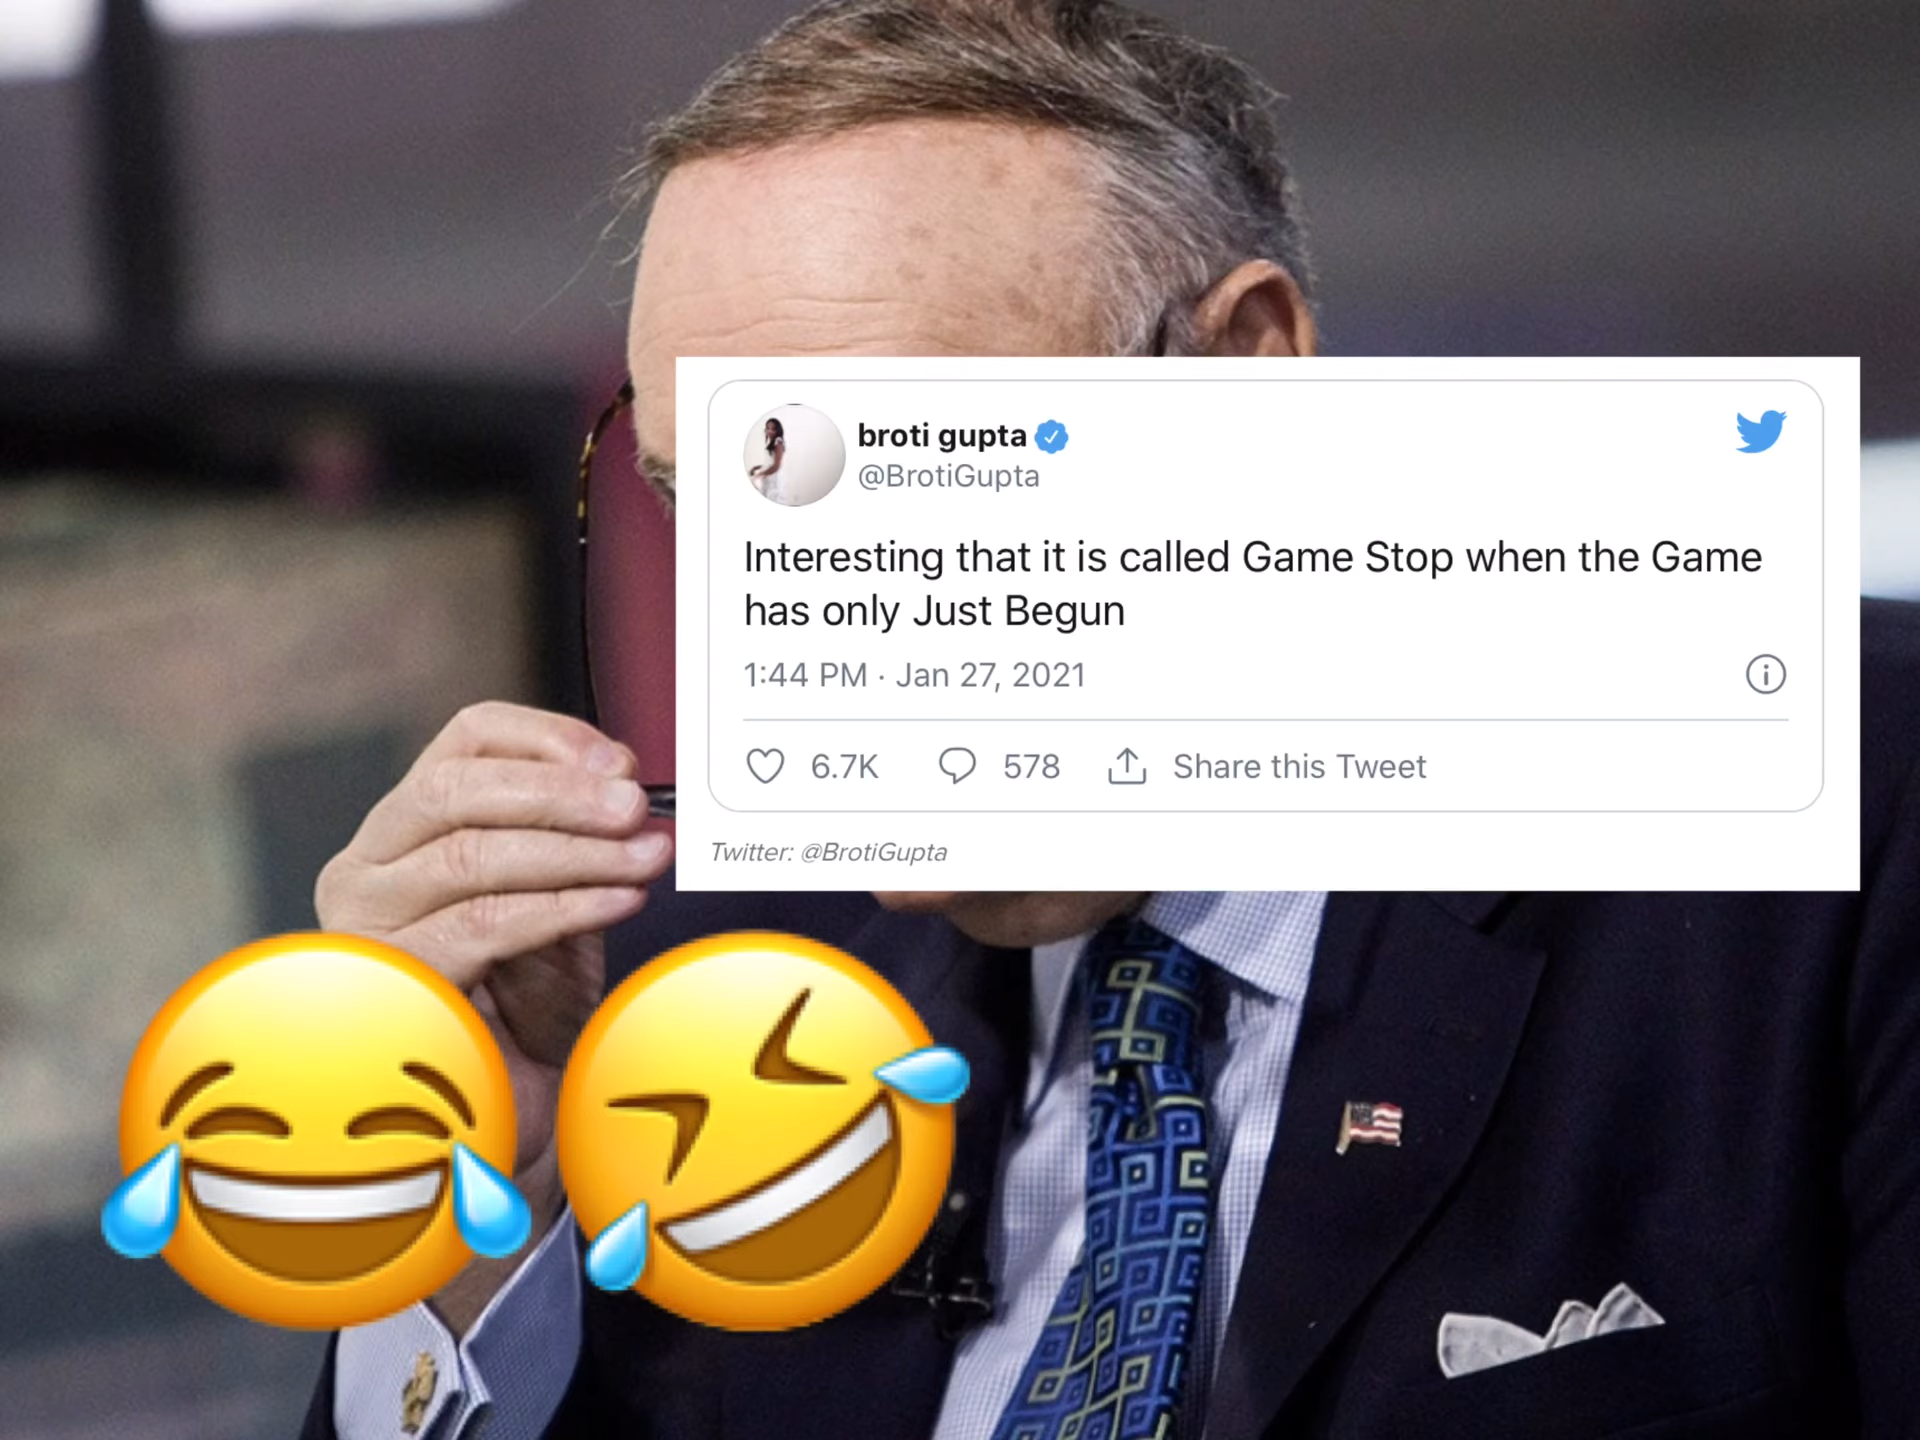 broti gupta
@BrotiGupta
Interesting that it is called Game Stop when the Game
has only Just Begun
1:44 PM · Jan 27, 2021
6.7K 578 Share this Tweet
Twitter: @BrotiGupta